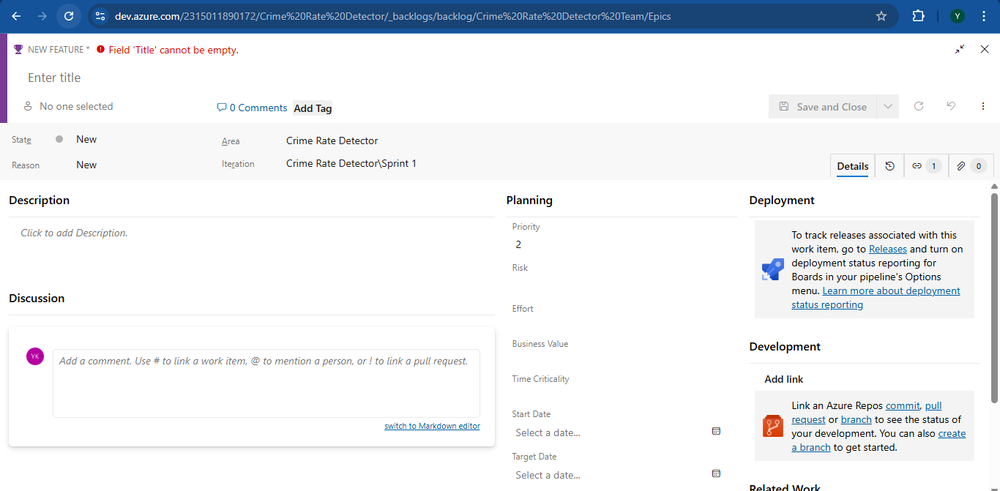 dev.azure.com/2315011890172/Crime%20Rate%20Detector/_backlogs/backlog/Crime%20Rate%20Detector%20Team/Epics
Y
NEW FEATURE * Field 'Title' cannot be empty.
Enter title
No one selected
0 Comments
Add Tag
Save and Close
State
New
Area
Crime Rate Detector
Reason
New
Iteration
Crime Rate Detector\Sprint 1
Details
1
0
Description
Click to add Description.
Discussion
YK
Add a comment. Use # to link a work item, @ to mention a person, or ! to link a pull request.
switch to Markdown editor
Planning
Priority
2
Risk
Effort
Business Value
Time Criticality
Start Date
Select a date...
Target Date
Select a date...
Deployment
To track releases associated with this
work item, go to Releases and turn on
deployment status reporting for
Boards in your pipeline's Options
menu. Learn more about deployment
status reporting
Development
Add link
Link an Azure Repos commit, pull
request or branch to see the status of
your development. You can also create
a branch to get started.
Related Work